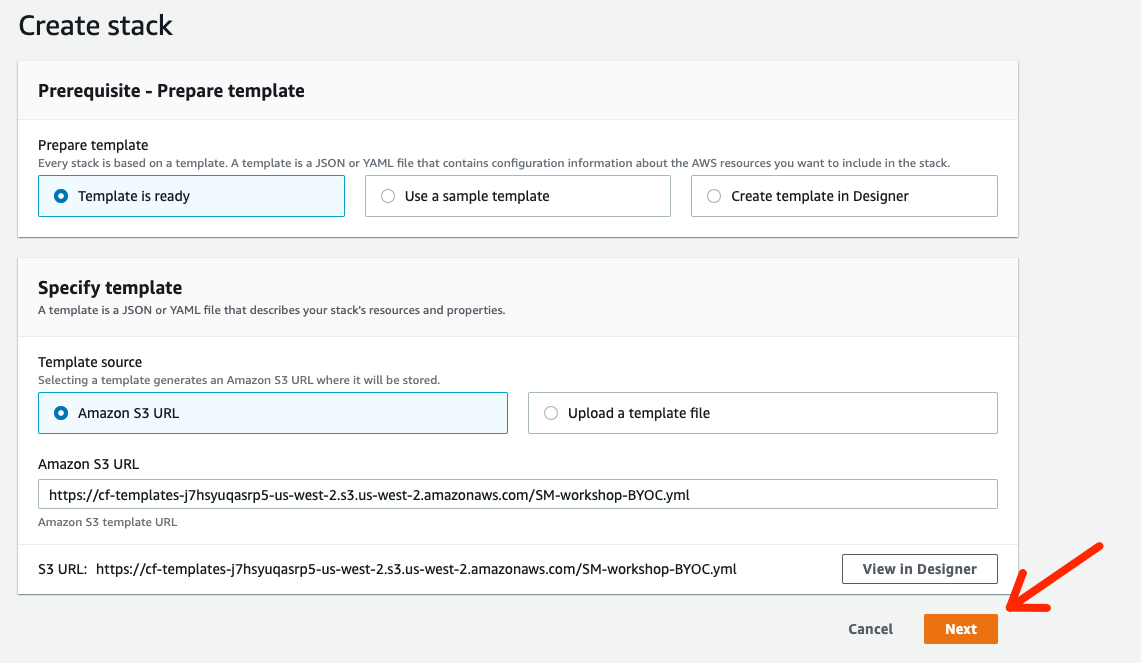 Create stack
Prerequisite - Prepare template
Prepare template
Every stack is based on a template. A template is a JSON or YAML file that contains configuration information about the AWS resources you want to include in the stack.
Template is ready
Use a sample template
Create template in Designer
Specify template
A template is a JSON or YAML file that describes your stack's resources and properties.
Template source
Selecting a template generates an Amazon S3 URL where it will be stored.
Amazon S3 URL
Upload a template file
Amazon S3 URL
https://cf-templates-j7hsyuqasrp5-us-west-2.s3.us-west-2.amazonaws.com/SM-workshop-BYOC.yml
Amazon S3 template URL
S3 URL: https://cf-templates-j7hsyuqasrp5-us-west-2.s3.us-west-2.amazonaws.com/SM-workshop-BYOC.yml
View in Designer
Cancel
Next